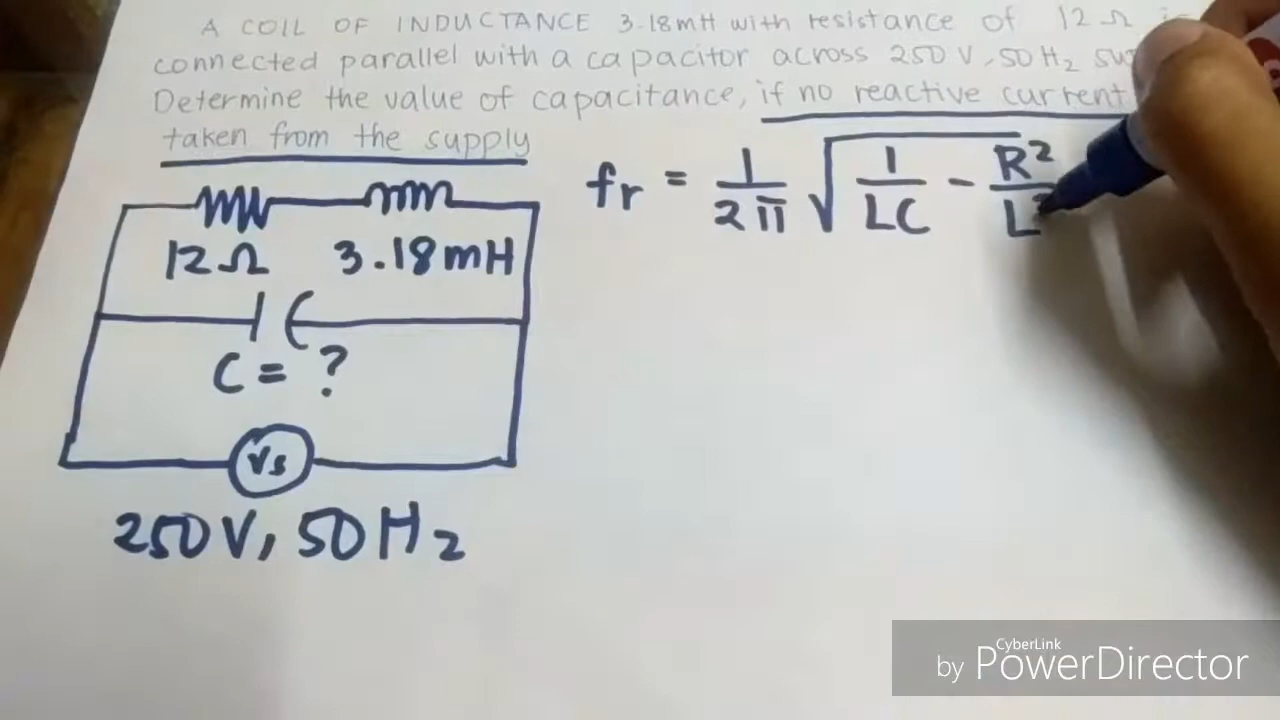 A COIL OF INDUCTANCE 3.18mH with resistance of 12Ω
connected parallel with a capacitor across 250 V, 50 Hz
Determine the value of capacitance, if no reactive current
taken from the supply
fr = 1/2π √(1/LC - R²/L²)
12Ω 3.18mH
C = ?
Vs
250V, 50Hz
CyberLink
by PowerDirector